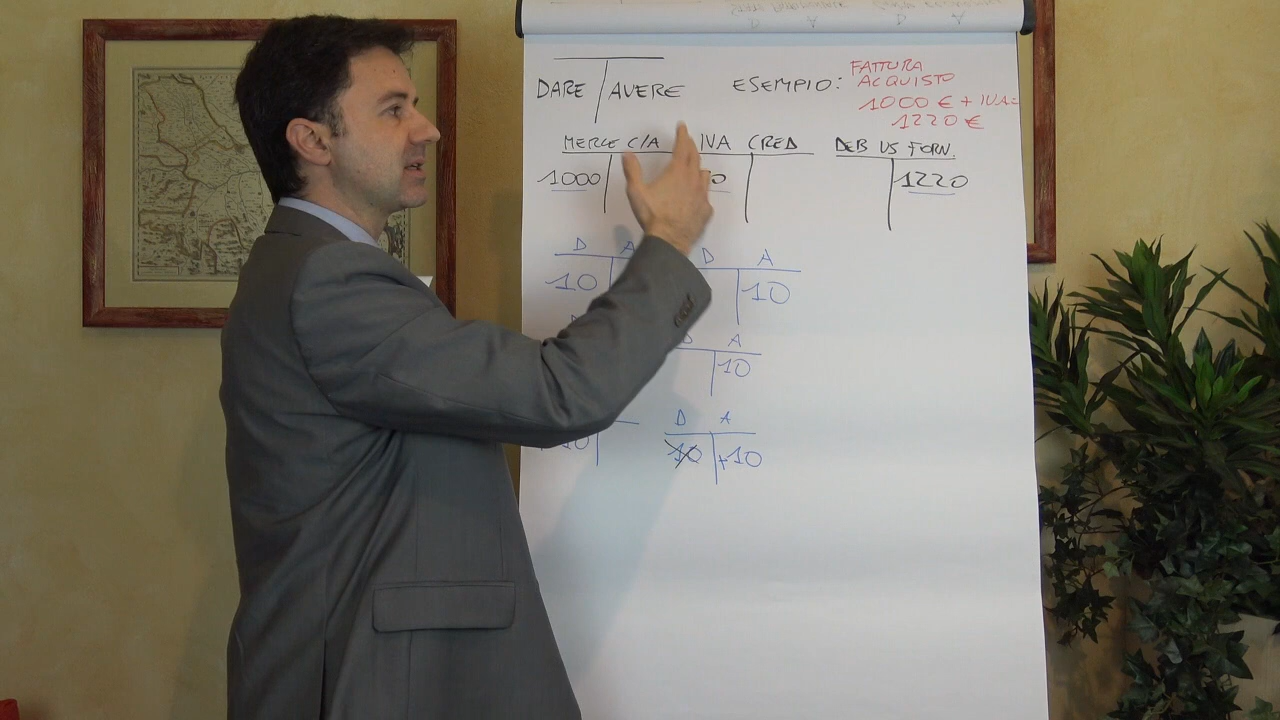 DARE AVERE ESEMPIO: FATTURA
ACQUISTO
1000 € + IVA=
1220 €
MERCE C/A IVA CRED DEB VS FORN.
1000 1220
D A D A
10 10
D A
10
D A
10 10 +10